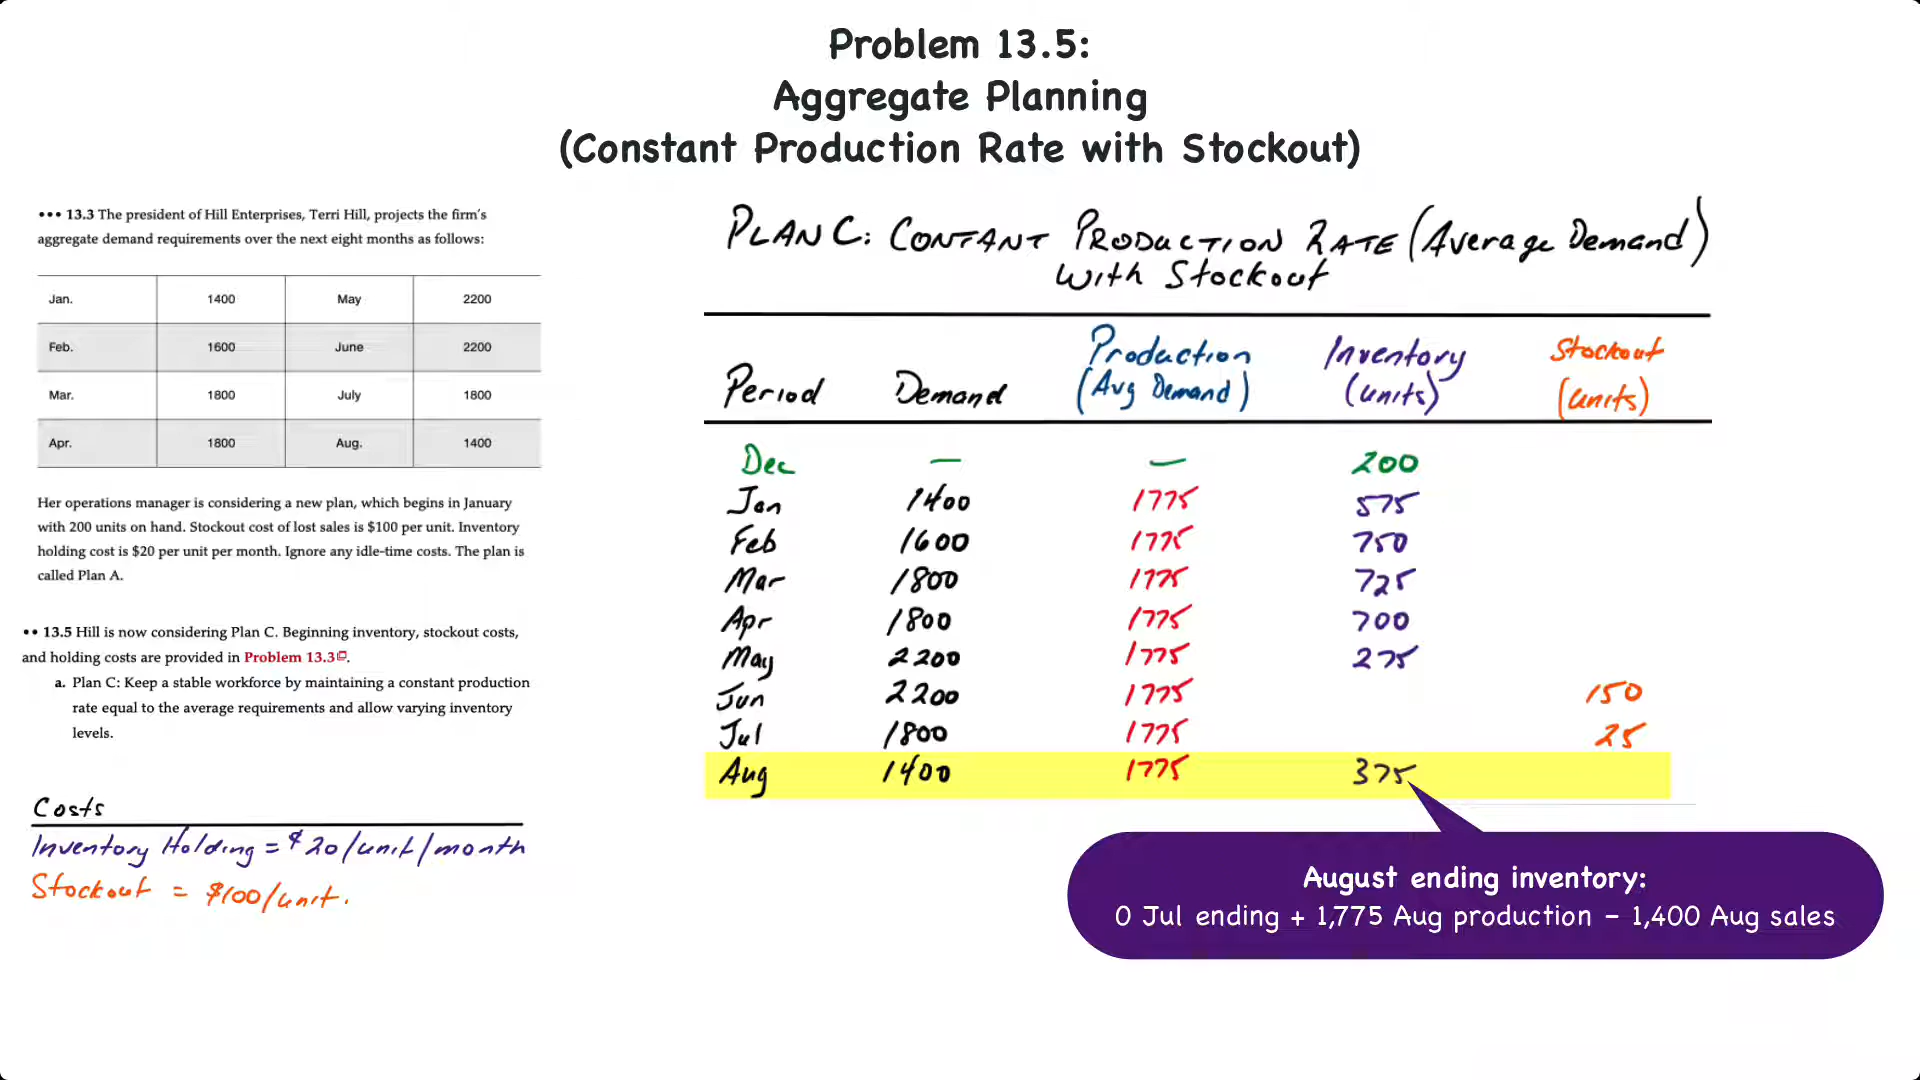 Problem 13.5:
Aggregate Planning
(Constant Production Rate with Stockout)
••• 13.3 The president of Hill Enterprises, Terri Hill, projects the firm's
aggregate demand requirements over the next eight months as follows:
Jan. 1400 May 2200
Feb. 1600 June 2200
Mar. 1800 July 1800
Apr. 1800 Aug. 1400
Her operations manager is considering a new plan, which begins in January
with 200 units on hand. Stockout cost of lost sales is $100 per unit. Inventory
holding cost is $20 per unit per month. Ignore any idle-time costs. The plan is
called Plan A.
•• 13.5 Hill is now considering Plan C. Beginning inventory, stockout costs,
and holding costs are provided in Problem 13.3.
a. Plan C: Keep a stable workforce by maintaining a constant production
rate equal to the average requirements and allow varying inventory
levels.
Costs
Inventory Holding = $20/unit/month
Stockout = $100/unit.
PLAN C: CONTANT PRODUCTION RATE (Average Demand)
With Stockout
Period Demand Production (Avg Demand) Inventory (units) Stockout (units)
Dec — — 200
Jan 1400 1775 575
Feb 1600 1775 750
Mar 1800 1775 725
Apr 1800 1775 700
May 2200 1775 275
Jun 2200 1775 150
Jul 1800 1775 25
Aug 1400 1775 375
August ending inventory:
0 Jul ending + 1,775 Aug production – 1,400 Aug sales